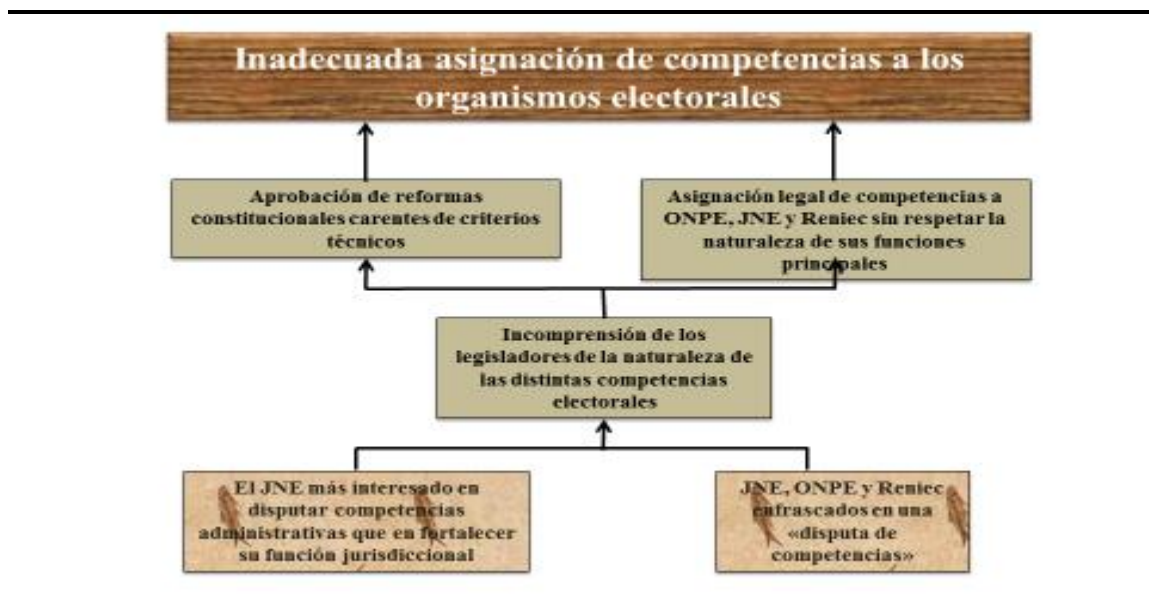 Inadecuada asignación de competencias a los
organismos electorales
Aprobación de reformas
constitucionales carentes de criterios
técnicos
Asignación legal de competencias a
ONPE, JNE y Reniec sin respetar la
naturaleza de sus funciones
principales
Incomprensión de los
legisladores de la naturaleza de
las distintas competencias
electorales
El JNE más interesado en
disputar competencias
administrativas que en fortalecer
su función jurisdiccional
JNE, ONPE y Reniec
enfrascados en una
«disputa de
competencias»